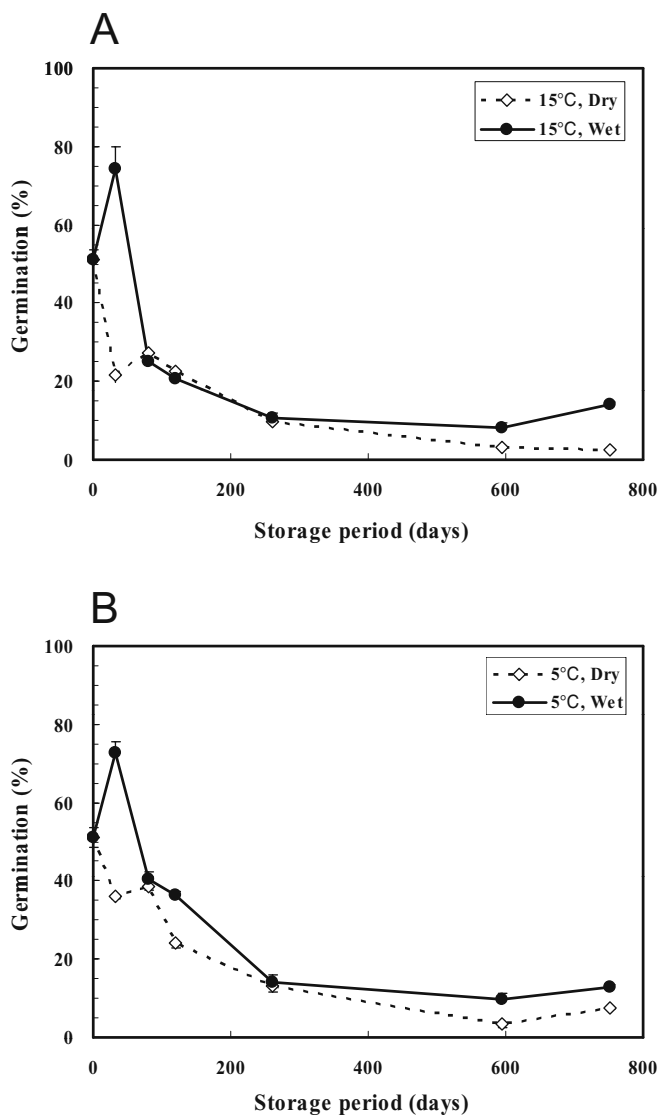 A
100
80
60
40
20
0
Germination (%)
15℃, Dry
15℃, Wet
0 200 400 600 800
Storage period (days)
B
100
80
60
40
20
0
Germination (%)
5℃, Dry
5℃, Wet
0 200 400 600 800
Storage period (days)